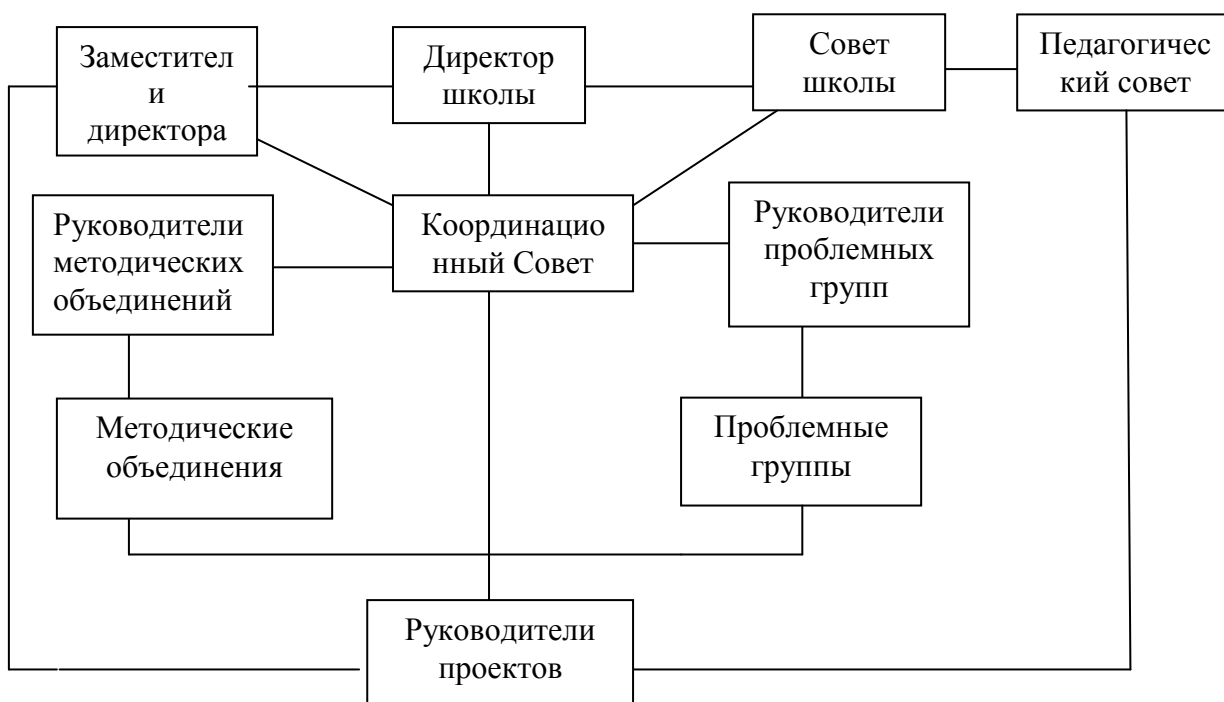 Заместител
и
директора
Директор
школы
Совет
школы
Педагогичес
кий совет
Руководители
методических
объединений
Координацио
нный Совет
Руководители
проблемных
групп
Методические
объединения
Проблемные
группы
Руководители
проектов